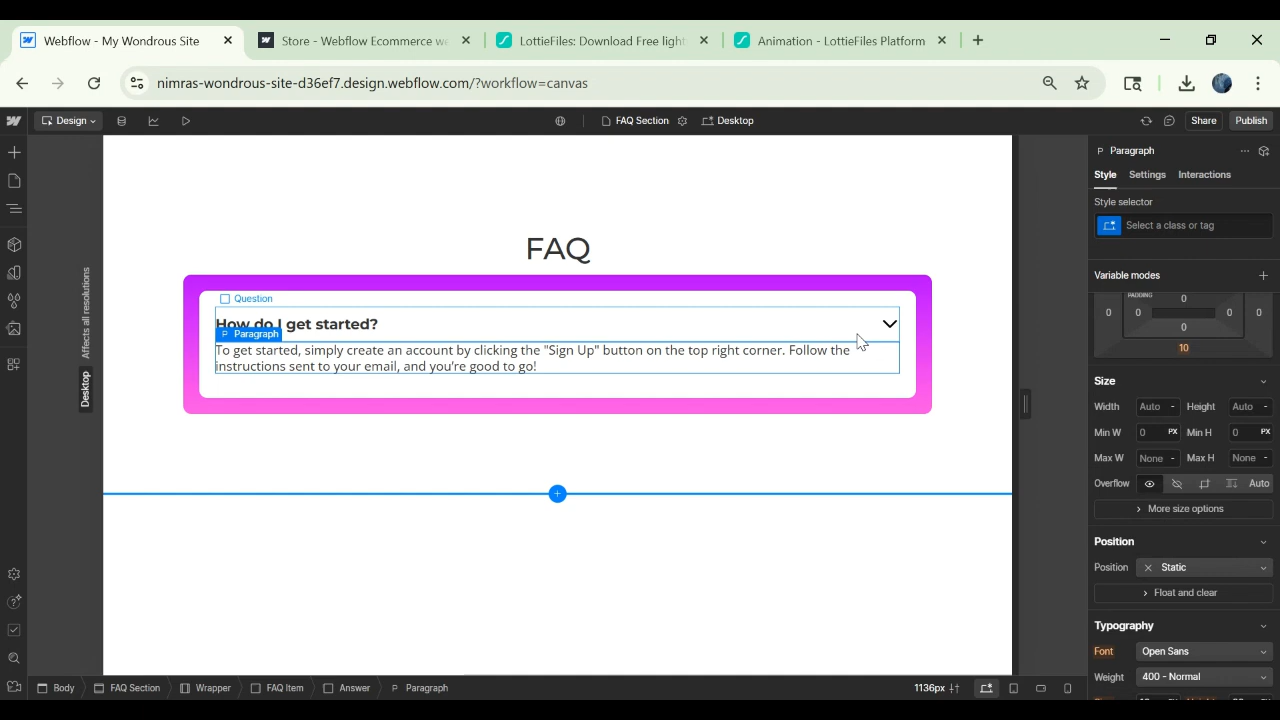 Webflow - My Wondrous Site
Store - Webflow Ecommerce we
LottieFiles: Download Free light
Animation - LottieFiles Platform
nimras-wondrous-site-d36ef7.design.webflow.com/?workflow=canvas
Design
FAQ Section
Desktop
Share
Publish
Paragraph
Style
Settings
Interactions
Style selector
Select a class or tag
Variable modes
PADDING
0
0
0
0
0
0
10
Size
Width
Auto
-
Height
Auto
-
Min W
0
PX
Min H
0
PX
Max W
None
-
Max H
None
-
Overflow
Auto
More size options
Position
Position
Static
Float and clear
Typography
Font
Open Sans
Weight
400 - Normal
Affects all resolutions
Desktop
FAQ
Question
How do I get started?
Paragraph
To get started, simply create an account by clicking the "Sign Up" button on the top right corner. Follow the
instructions sent to your email, and you're good to go!
Body
FAQ Section
Wrapper
FAQ Item
Answer
Paragraph
1136px